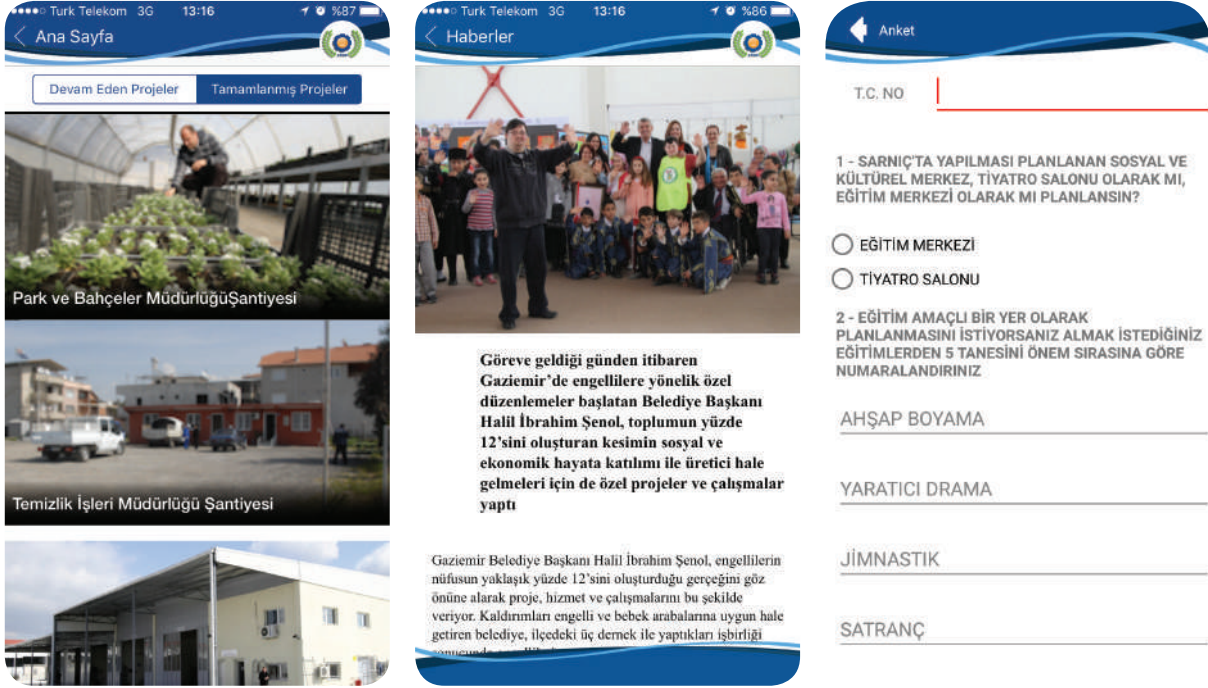 Turk Telekom 3G 13:16 %87
Ana Sayfa
Devam Eden Projeler Tamamlanmış Projeler
Park ve Bahçeler MüdürlüğüŞantiyesi
Temizlik İşleri Müdürlüğü Şantiyesi
Turk Telekom 3G 13:16 %86
Haberler
Göreve geldiği günden itibaren
Gaziemir’de engellilere yönelik özel
düzenlemeler başlatan Belediye Başkanı
Halil İbrahim Şenol, toplumun yüzde
12’sini oluşturan kesimin sosyal ve
ekonomik hayata katılımı ile üretici hale
gelmeleri için de özel projeler ve çalışmalar
yaptı
Gaziemir Belediye Başkanı Halil İbrahim Şenol, engellilerin
nüfusun yaklaşık yüzde 12’sini oluşturduğu gerçeğini göz
önüne alarak proje, hizmet ve çalışmalarını bu şekilde
veriyor. Kaldırımları engelli ve bebek arabalarına uygun hale
getiren belediye, ilçedeki üç dernek ile yaptıkları işbirliği
Anket
T.C. NO
1 - SARNIÇ'TA YAPILMASI PLANLANAN SOSYAL VE
KÜLTÜREL MERKEZ, TİYATRO SALONU OLARAK MI,
EĞİTİM MERKEZİ OLARAK MI PLANLANSIN?
EĞİTİM MERKEZİ
TİYATRO SALONU
2 - EĞİTİM AMAÇLI BİR YER OLARAK
PLANLANMASINI İSTİYORSANIZ ALMAK İSTEDİĞİNİZ
EĞİTİMLERDEN 5 TANESİNİ ÖNEM SIRASINA GÖRE
NUMARALANDIRINIZ
AHŞAP BOYAMA
YARATICI DRAMA
JİMNASTIK
SATRANÇ